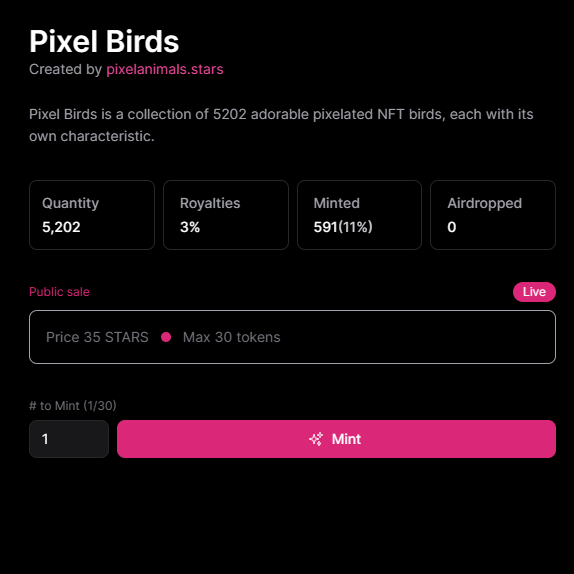 Pixel Birds
Created by pixelanimals.stars
Pixel Birds is a collection of 5202 adorable pixelated NFT birds, each with its
own characteristic.
Quantity
5,202
Royalties
3%
Minted
591(11%)
Airdropped
0
Public sale
Live
Price 35 STARS
Max 30 tokens
# to Mint (1/30)
1
Mint